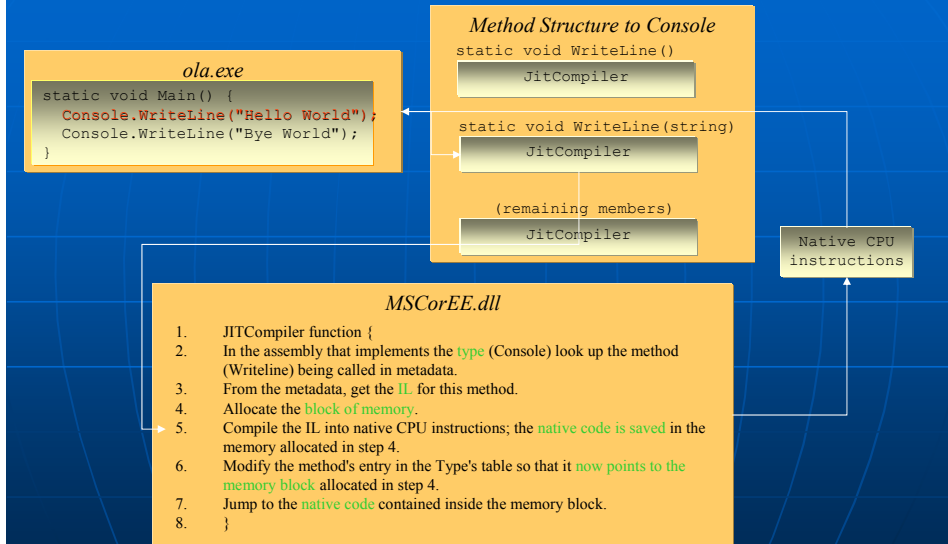 ola.exe
static void Main() {
Console.WriteLine("Hello World");
Console.WriteLine("Bye World");
}
Method Structure to Console
static void WriteLine()
JitCompiler
static void WriteLine(string)
JitCompiler
(remaining members)
JitCompiler
Native CPU
instructions
MSCorEE.dll
1. JITCompiler function {
2. In the assembly that implements the type (Console) look up the method
(Writeline) being called in metadata.
3. From the metadata, get the IL for this method.
4. Allocate the block of memory.
5. Compile the IL into native CPU instructions; the native code is saved in the
memory allocated in step 4.
6. Modify the method's entry in the Type's table so that it now points to the
memory block allocated in step 4.
7. Jump to the native code contained inside the memory block.
8. }